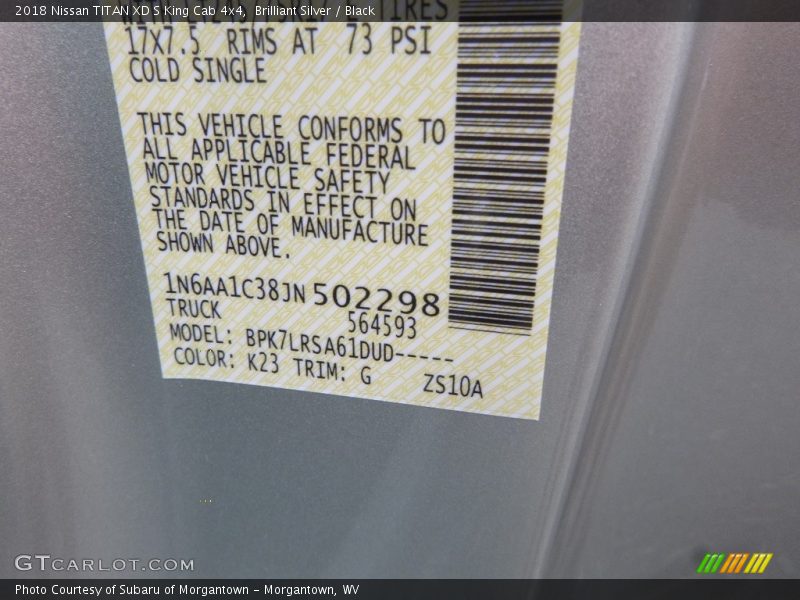 2018 Nissan TITAN XD S King Cab 4x4, Brilliant Silver / Black
TIRES
17X7.5 RIMS AT 73 PSI
COLD SINGLE
THIS VEHICLE CONFORMS TO
ALL APPLICABLE FEDERAL
MOTOR VEHICLE SAFETY
STANDARDS IN EFFECT ON
THE DATE OF MANUFACTURE
SHOWN ABOVE.
1N6AA1C38JN502298
TRUCK 564593
MODEL: BPK7LRSA61DUD-----
COLOR: K23 TRIM: G ZS10A
GTCARLOT.COM
Photo Courtesy of Subaru of Morgantown - Morgantown, WV